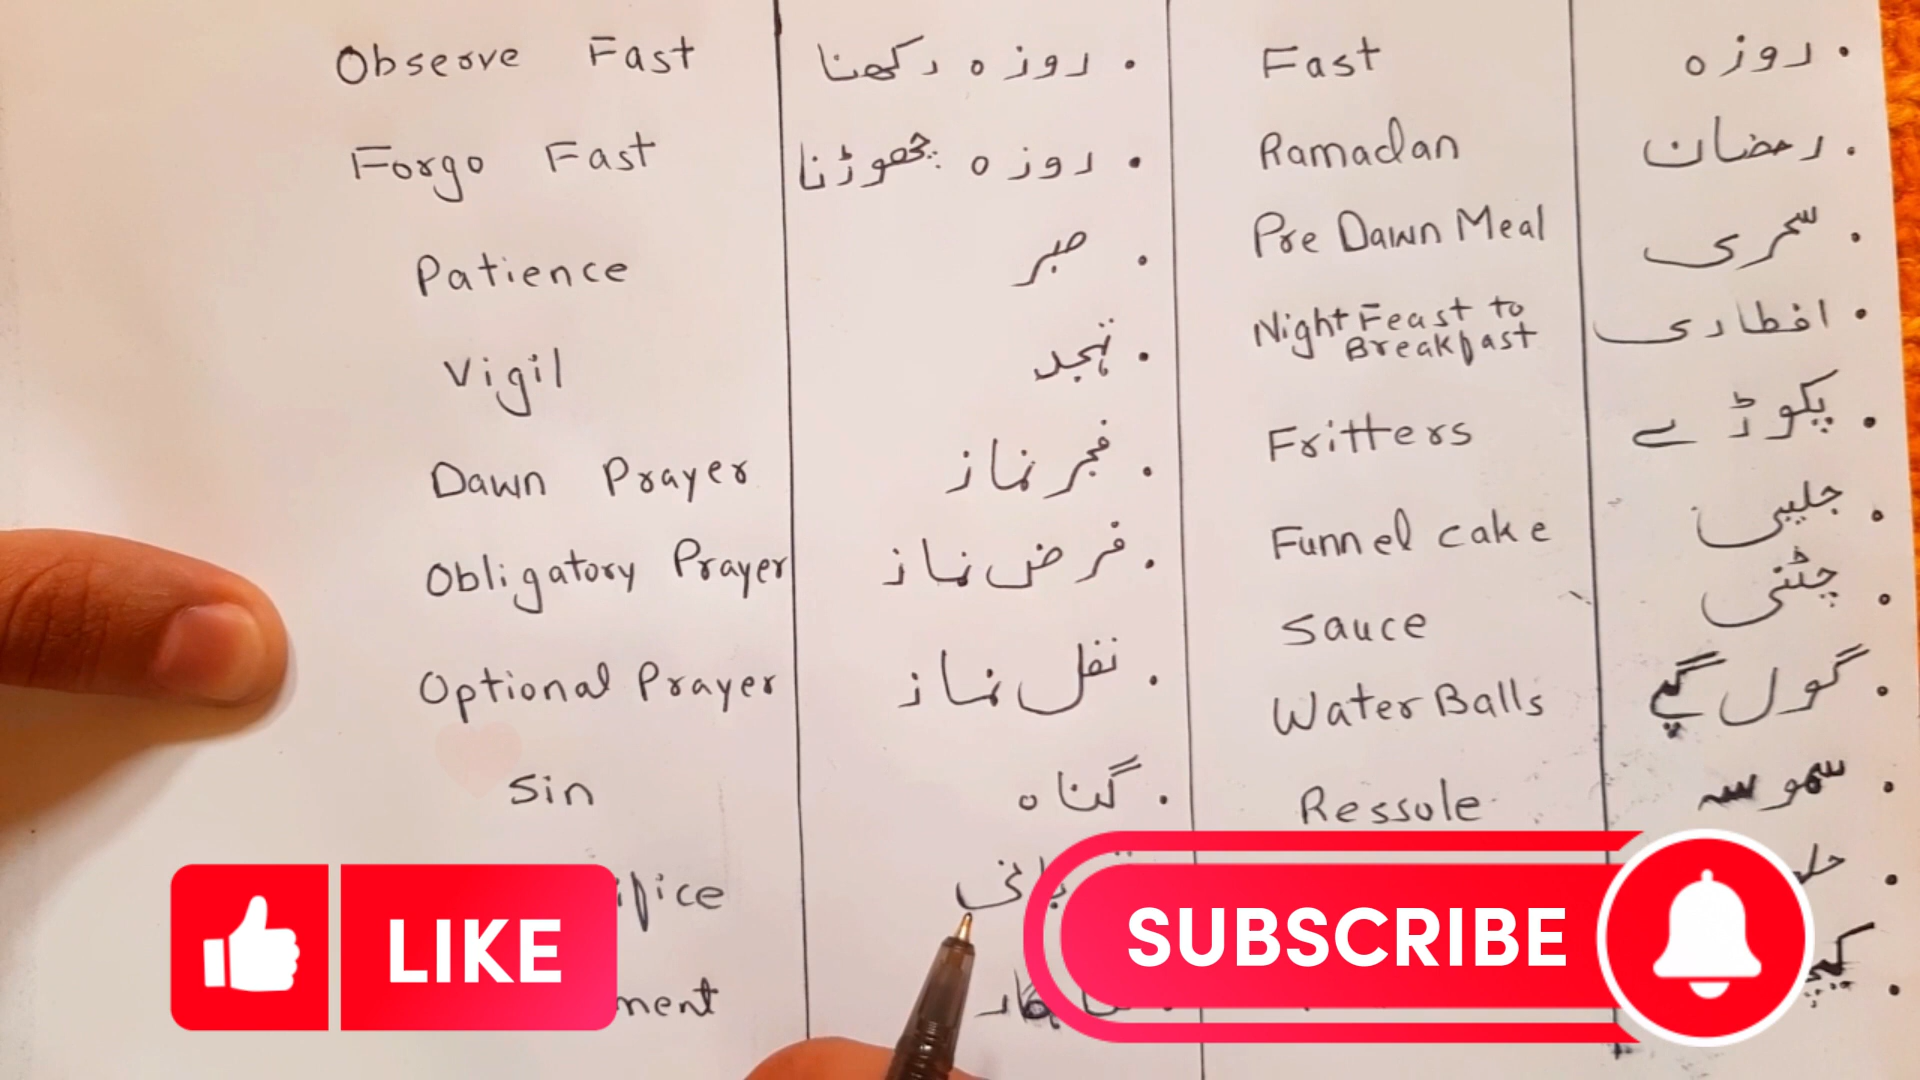 Observe Fast روزہ رکھنا . Fast روزہ .
Forgo Fast روزہ چھوڑنا . Ramadan رمضان .
Patience صبر . Pre Dawn Meal سحری .
Vigil تہجد . Night Feast to افطاری .
Breakfast
Dawn Prayer فجر نماز . Fritters پکوڑے .
Obligatory Prayer فرض نماز . Funnel cake جلیبی .
Sauce چٹنی .
Optional Prayer نفل نماز . Water Balls گول گپے .
Sin گناہ . Ressole سموسہ .
LIKE
SUBSCRIBE